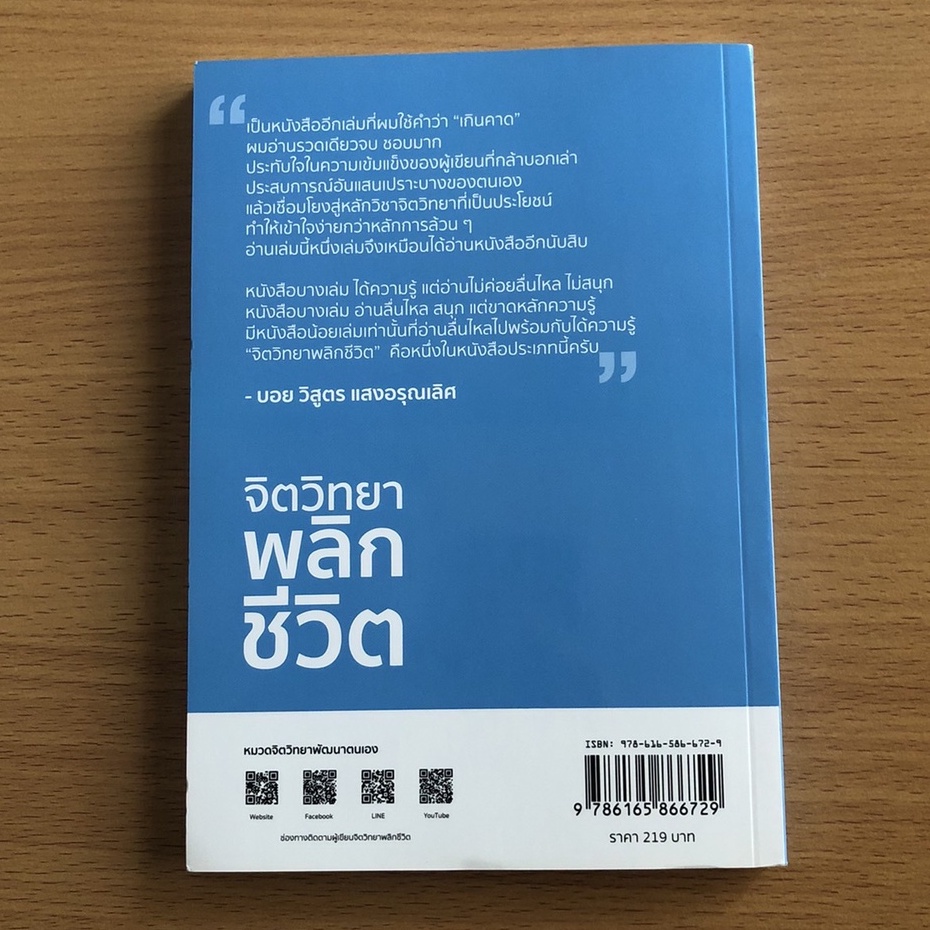 “เป็นหนังสืออีกเล่มที่ผมใช้คำว่า “เกินคาด”
ผมอ่านรวดเดียวจบ ชอบมาก
ประทับใจในความเข้มแข็งของผู้เขียนที่กล้าบอกเล่า
ประสบการณ์อันแสนเปราะบางของตนเอง
แล้วเชื่อมโยงสู่หลักวิชาจิตวิทยาที่เป็นประโยชน์
ทำให้เข้าใจง่ายกว่าหลักการล้วน ๆ
อ่านเล่มนี้หนึ่งเล่มจึงเหมือนได้อ่านหนังสืออีกนับสิบ
หนังสือบางเล่ม ได้ความรู้ แต่อ่านไม่ค่อยลื่นไหล ไม่สนุก
หนังสือบางเล่ม อ่านลื่นไหล สนุก แต่ขาดหลักความรู้
มีหนังสือน้อยเล่มเท่านั้นที่อ่านลื่นไหลไปพร้อมกับได้ความรู้
“จิตวิทยาพลิกชีวิต” คือหนึ่งในหนังสือประเภทนี้ครับ”
- บอย วิสูตร แสงอรุณเลิศ
จิตวิทยา
พลิก
ชีวิต
หมวดจิตวิทยาพัฒนาตนเอง
Website Facebook LINE YouTube
ช่องทางติดตามผู้เขียนจิตวิทยาพลิกชีวิต
ISBN: 978-616-586-672-9
9 786165 866729
ราคา 219 บาท